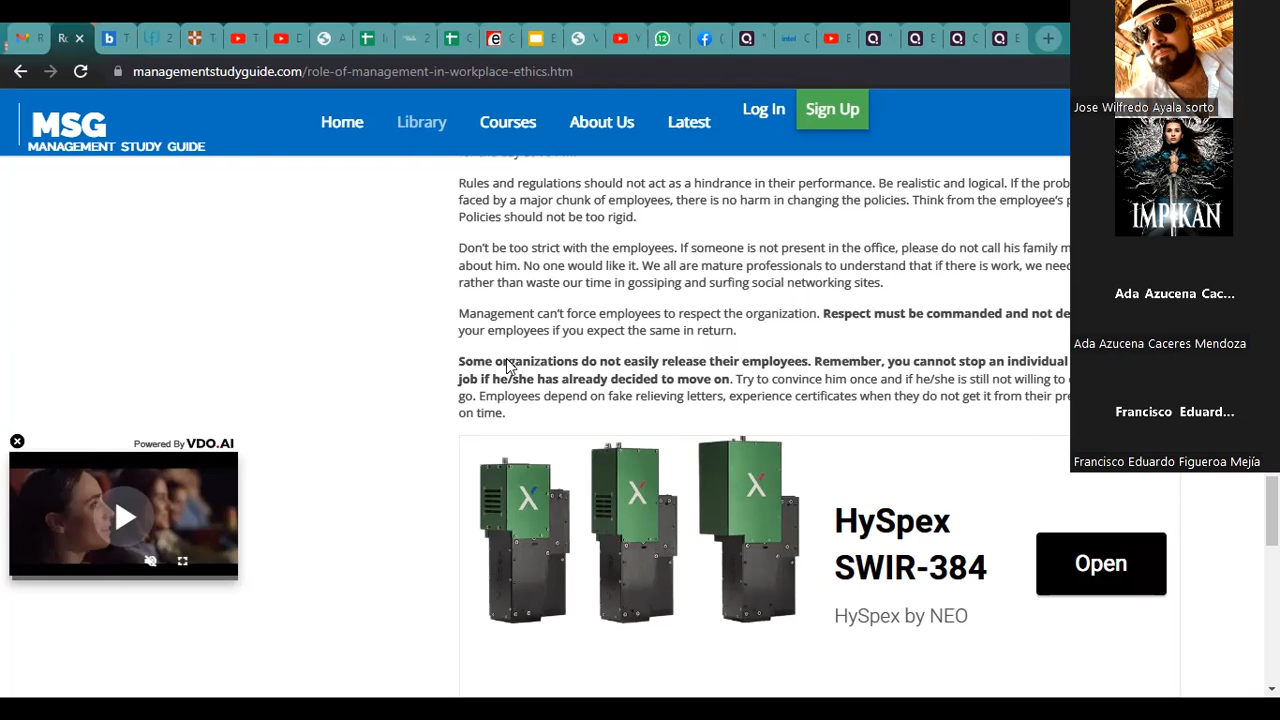 managementstudyguide.com/role-of-management-in-workplace-ethics.htm
MSG
MANAGEMENT STUDY GUIDE
Home
Library
Courses
About Us
Latest
Log In
Sign Up
Rules and regulations should not act as a hindrance in their performance. Be realistic and logical. If the prob
faced by a major chunk of employees, there is no harm in changing the policies. Think from the employee's p
Policies should not be too rigid.
Don't be too strict with the employees. If someone is not present in the office, please do not call his family m
about him. No one would like it. We all are mature professionals to understand that if there is work, we nee
rather than waste our time in gossiping and surfing social networking sites.
Management can't force employees to respect the organization. Respect must be commanded and not de
your employees if you expect the same in return.
Some organizations do not easily release their employees. Remember, you cannot stop an individual
job if he/she has already decided to move on. Try to convince him once and if he/she is still not willing to
go. Employees depend on fake relieving letters, experience certificates when they do not get it from their pre
on time.
Powered By VDO.AI
HySpex
SWIR-384
HySpex by NEO
Open
Jose Wilfredo Ayala sorto
IMPIKAN
Ada Azucena Cac...
Ada Azucena Caceres Mendoza
Francisco Eduard...
Francisco Eduardo Figueroa Mejía